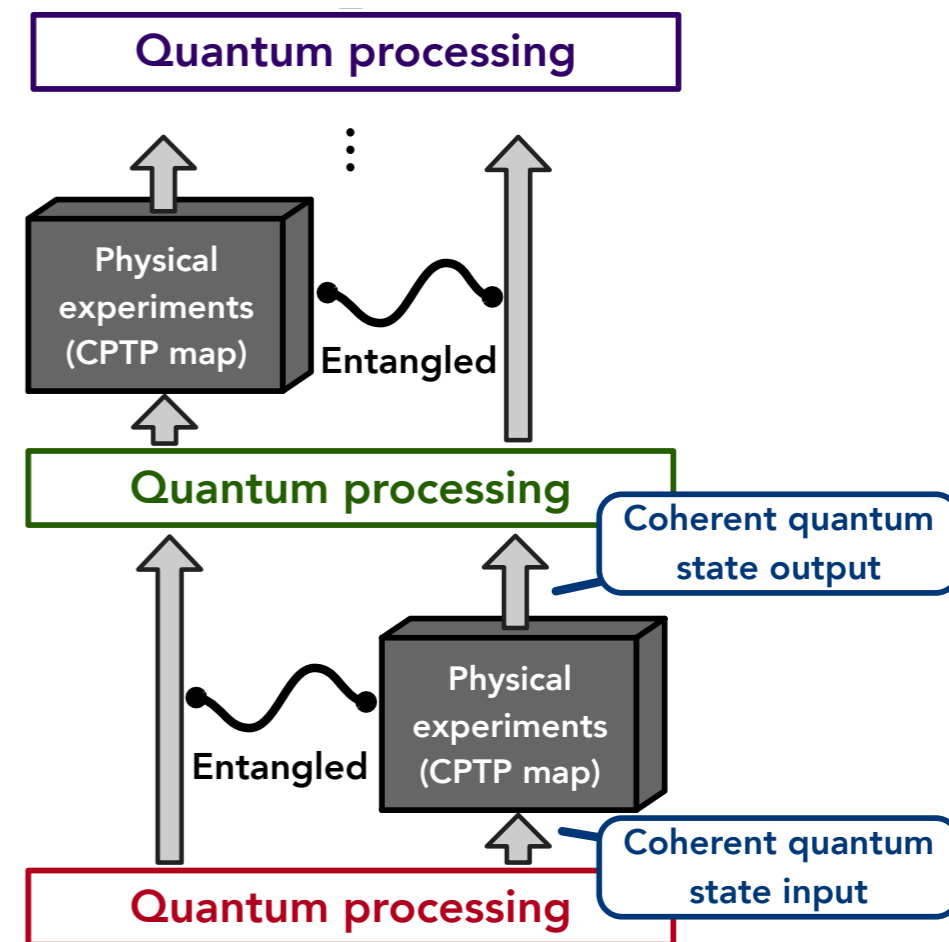 Quantum processing
Physical
experiments
(CPTP map)
Entangled
Quantum processing
Coherent quantum
state output
Physical
experiments
(CPTP map)
Entangled
Coherent quantum
state input
Quantum processing